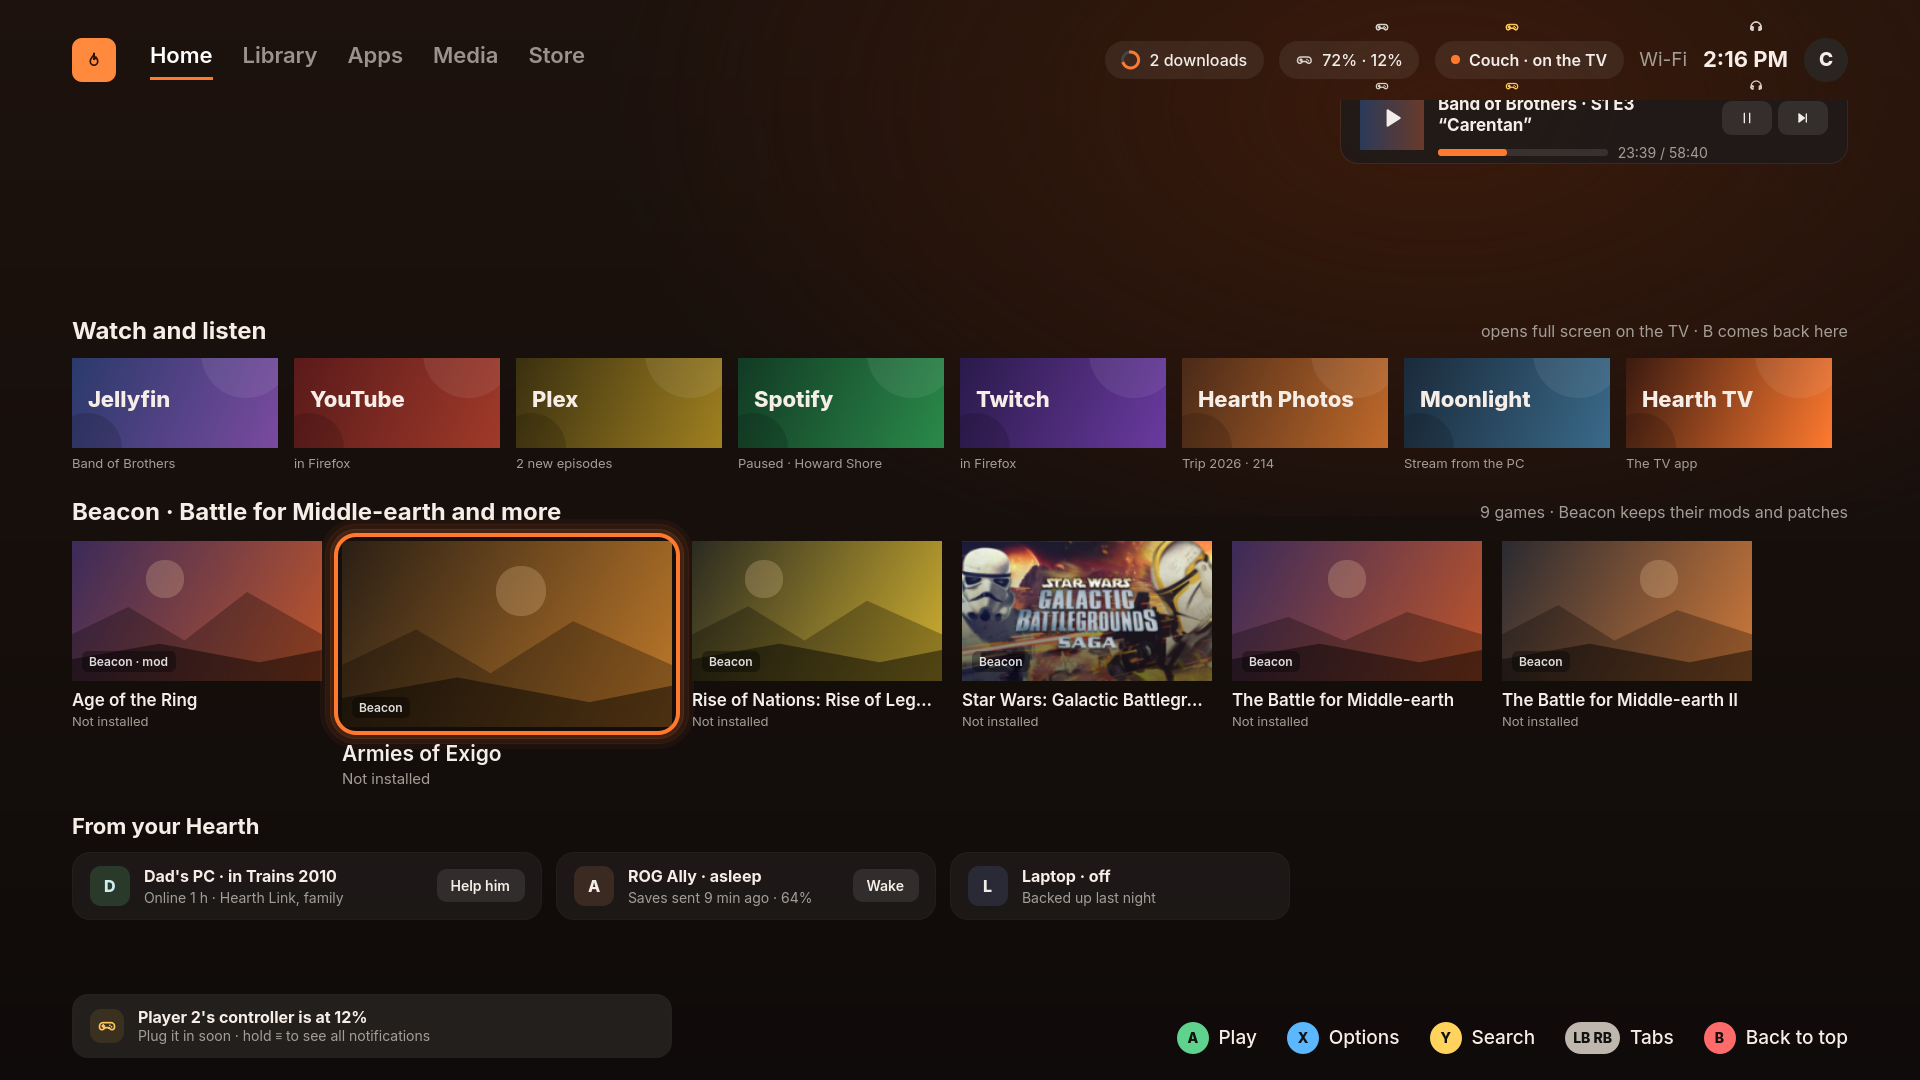 Home Library Apps Media Store
2 downloads
72% · 12%
Couch · on the TV
Wi-Fi
2:16 PM
C
Band of Brothers · S1 E3
“Carentan”
23:39 / 58:40
Watch and listen
opens full screen on the TV · B comes back here
Jellyfin
YouTube
Plex
Spotify
Twitch
Hearth Photos
Moonlight
Hearth TV
Band of Brothers
in Firefox
2 new episodes
Paused · Howard Shore
in Firefox
Trip 2026 · 214
Stream from the PC
The TV app
Beacon · Battle for Middle-earth and more
9 games · Beacon keeps their mods and patches
Beacon · mod
Age of the Ring
Not installed
Beacon
Armies of Exigo
Not installed
Beacon
Rise of Nations: Rise of Leg...
Not installed
STAR WARS
GALACTIC
BATTLEGROUNDS
SAGA
Beacon
Star Wars: Galactic Battlegr...
Not installed
Beacon
The Battle for Middle-earth
Not installed
Beacon
The Battle for Middle-earth II
Not installed
From your Hearth
D
Dad's PC · in Trains 2010
Online 1 h · Hearth Link, family
Help him
A
ROG Ally · asleep
Saves sent 9 min ago · 64%
Wake
L
Laptop · off
Backed up last night
Player 2's controller is at 12%
Plug it in soon · hold ≡ to see all notifications
A Play
X Options
Y Search
LB RB Tabs
B Back to top